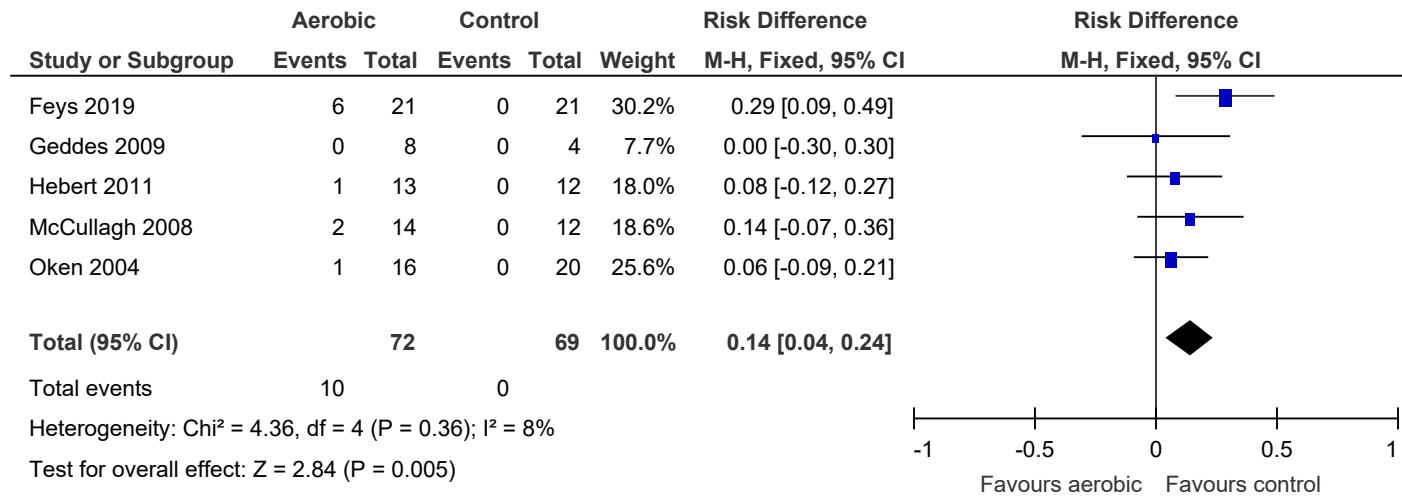 Aerobic Control Risk Difference Risk Difference
Study or Subgroup Events Total Events Total Weight M-H, Fixed, 95% CI M-H, Fixed, 95% CI
Feys 2019 6 21 0 21 30.2% 0.29 [0.09, 0.49]
Geddes 2009 0 8 0 4 7.7% 0.00 [-0.30, 0.30]
Hebert 2011 1 13 0 12 18.0% 0.08 [-0.12, 0.27]
McCullagh 2008 2 14 0 12 18.6% 0.14 [-0.07, 0.36]
Oken 2004 1 16 0 20 25.6% 0.06 [-0.09, 0.21]
Total (95% CI) 72 69 100.0% 0.14 [0.04, 0.24]
Total events 10 0
Heterogeneity: Chi² = 4.36, df = 4 (P = 0.36); I² = 8%
Test for overall effect: Z = 2.84 (P = 0.005)
-1 -0.5 0 0.5 1
Favours aerobic Favours control